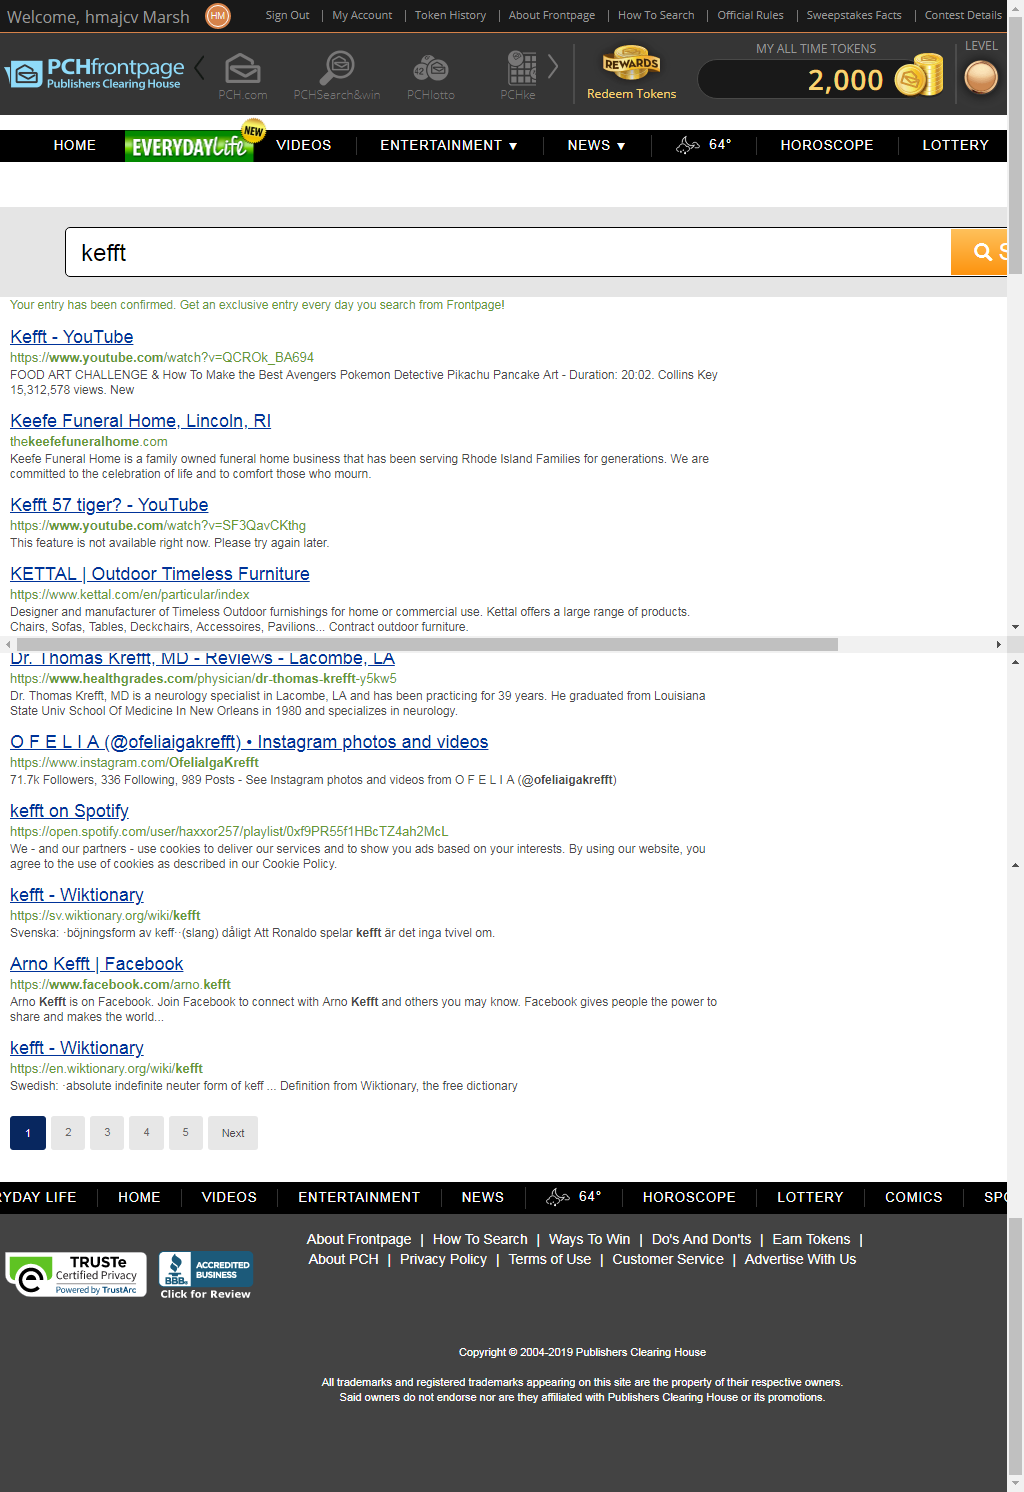 Welcome, hmajcv Marsh HM Sign Out | My Account | Token History | About Frontpage | How To Search | Official Rules | Sweepstakes Facts | Contest Details
PCHfrontpage
Publishers Clearing House
PCH.com PCHSearch&win PCHlotto PCHke
REWARDS
Redeem Tokens
MY ALL TIME TOKENS
2,000
LEVEL
HOME EVERYDAY Life NEW VIDEOS ENTERTAINMENT ▼ NEWS ▼ 64° HOROSCOPE LOTTERY
kefft S
Your entry has been confirmed. Get an exclusive entry every day you search from Frontpage!
Kefft - YouTube
https://www.youtube.com/watch?v=QCROk_BA694
FOOD ART CHALLENGE & How To Make the Best Avengers Pokemon Detective Pikachu Pancake Art - Duration: 20:02. Collins Key
15,312,578 views. New
Keefe Funeral Home, Lincoln, RI
thekeefefuneralhome.com
Keefe Funeral Home is a family owned funeral home business that has been serving Rhode Island Families for generations. We are
committed to the celebration of life and to comfort those who mourn.
Kefft 57 tiger? - YouTube
https://www.youtube.com/watch?v=SF3QavCKthg
This feature is not available right now. Please try again later.
KETTAL | Outdoor Timeless Furniture
https://www.kettal.com/en/particular/index
Designer and manufacturer of Timeless Outdoor furnishings for home or commercial use. Kettal offers a large range of products.
Chairs, Sofas, Tables, Deckchairs, Accessoires, Pavilions... Contract outdoor furniture.
Dr. Thomas Krefft, MD - Reviews - Lacombe, LA
https://www.healthgrades.com/physician/dr-thomas-krefft-y5kw5
Dr. Thomas Krefft, MD is a neurology specialist in Lacombe, LA and has been practicing for 39 years. He graduated from Louisiana
State Univ School Of Medicine In New Orleans in 1980 and specializes in neurology.
O F E L I A (@ofeliaigakrefft) • Instagram photos and videos
https://www.instagram.com/OfeliaIgaKrefft
71.7k Followers, 336 Following, 989 Posts - See Instagram photos and videos from O F E L I A (@ofeliaigakrefft)
kefft on Spotify
https://open.spotify.com/user/haxxor257/playlist/0xf9PR55f1HBcTZ4ah2McL
We - and our partners - use cookies to deliver our services and to show you ads based on your interests. By using our website, you
agree to the use of cookies as described in our Cookie Policy.
kefft - Wiktionary
https://sv.wiktionary.org/wiki/kefft
Svenska: ·böjningsform av keff··(slang) dåligt Att Ronaldo spelar kefft är det inga tvivel om.
Arno Kefft | Facebook
https://www.facebook.com/arno.kefft
Arno Kefft is on Facebook. Join Facebook to connect with Arno Kefft and others you may know. Facebook gives people the power to
share and makes the world...
kefft - Wiktionary
https://en.wiktionary.org/wiki/kefft
Swedish: ·absolute indefinite neuter form of keff ... Definition from Wiktionary, the free dictionary
1 2 3 4 5 Next
RYDAY LIFE HOME VIDEOS ENTERTAINMENT NEWS 64° HOROSCOPE LOTTERY COMICS SPO
About Frontpage | How To Search | Ways To Win | Do's And Don'ts | Earn Tokens |
About PCH | Privacy Policy | Terms of Use | Customer Service | Advertise With Us
TRUSTe
Certified Privacy
Powered by TrustArc
BBB. ACCREDITED
BUSINESS
Click for Review
Copyright © 2004-2019 Publishers Clearing House
All trademarks and registered trademarks appearing on this site are the property of their respective owners.
Said owners do not endorse nor are they affiliated with Publishers Clearing House or its promotions.